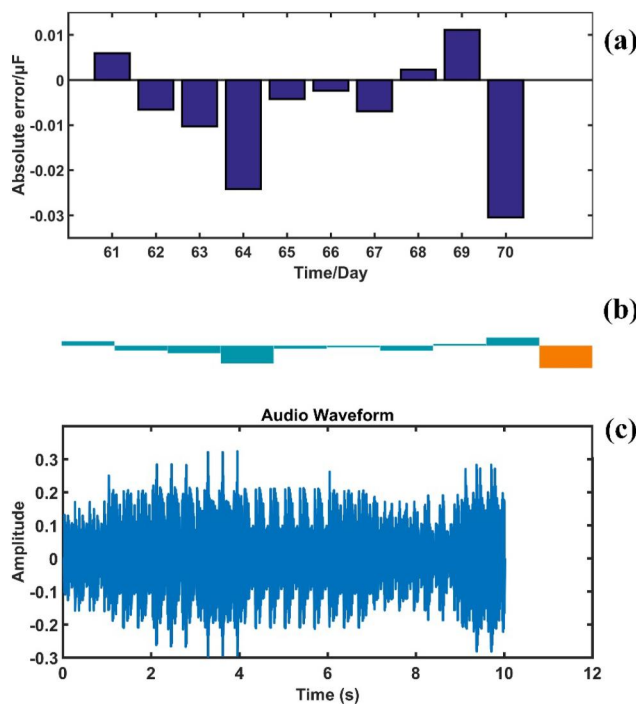 (a)
Absolute error/μF
0.01
0
-0.01
-0.02
-0.03
61 62 63 64 65 66 67 68 69 70
Time/Day
(b)
(c)
Audio Waveform
Amplitude
0.3
0.2
0.1
0
-0.1
-0.2
-0.3
0 2 4 6 8 10 12
Time (s)